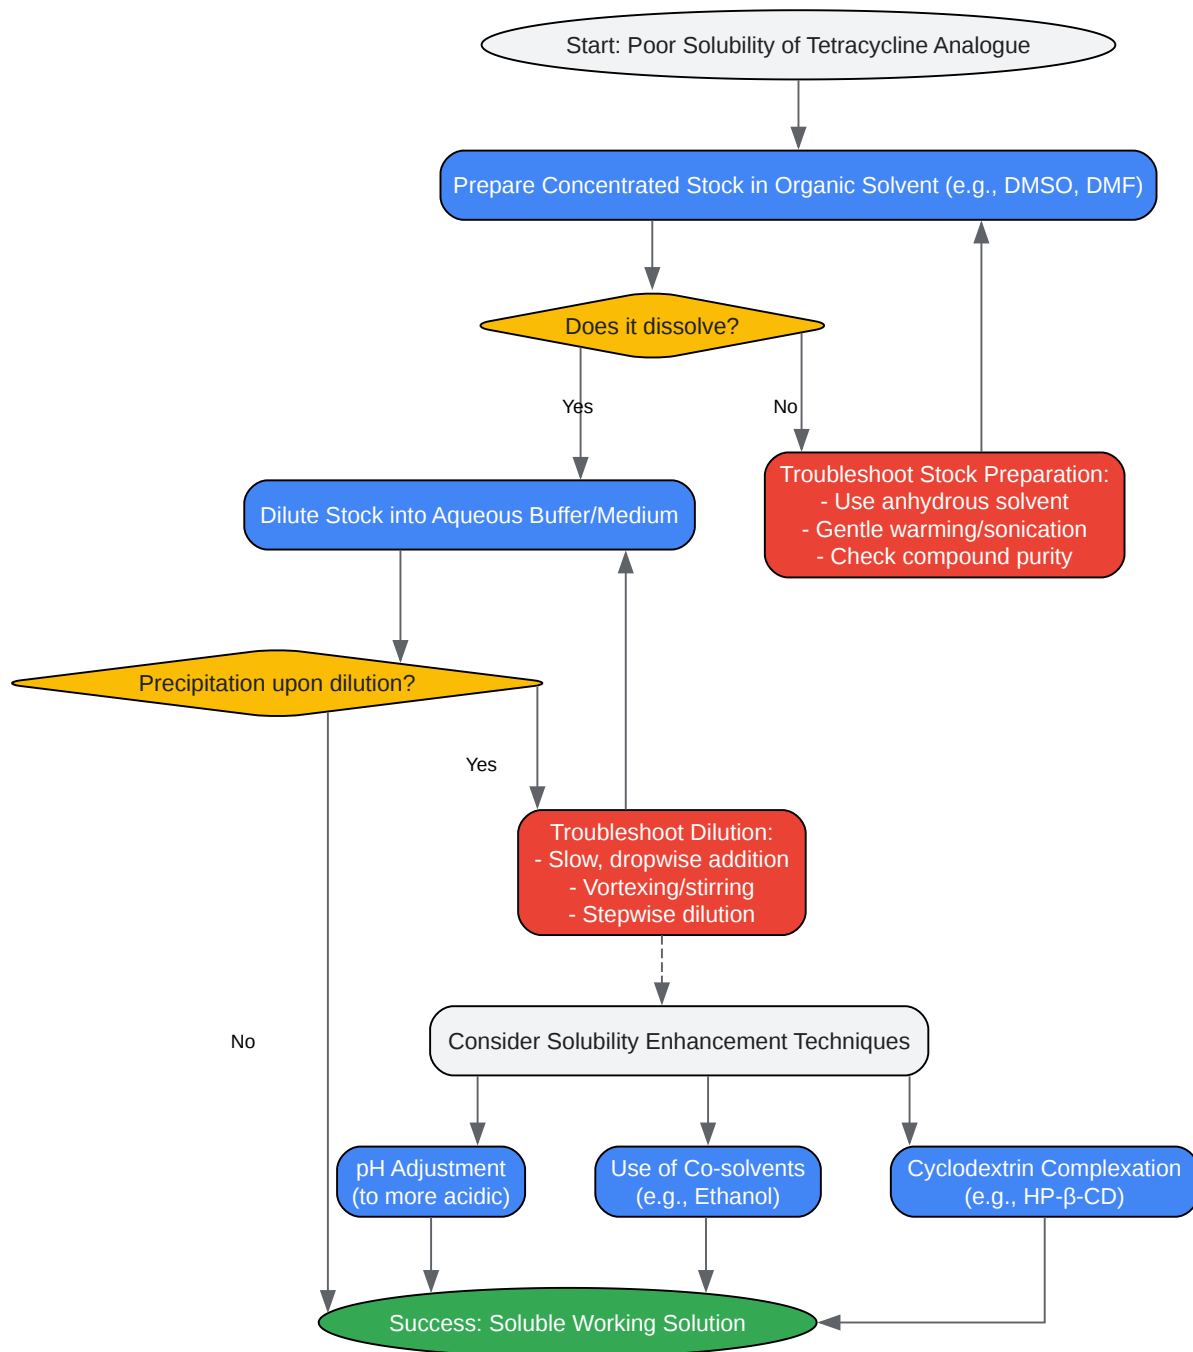 Start: Poor Solubility of Tetracycline Analogue
Prepare Concentrated Stock in Organic Solvent (e.g., DMSO, DMF)
Does it dissolve?
Yes
No
Troubleshoot Stock Preparation:
- Use anhydrous solvent
- Gentle warming/sonication
- Check compound purity
Dilute Stock into Aqueous Buffer/Medium
Precipitation upon dilution?
Yes
Troubleshoot Dilution:
- Slow, dropwise addition
- Vortexing/stirring
- Stepwise dilution
No
Consider Solubility Enhancement Techniques
pH Adjustment
(to more acidic)
Use of Co-solvents
(e.g., Ethanol)
Cyclodextrin Complexation
(e.g., HP-β-CD)
Success: Soluble Working Solution